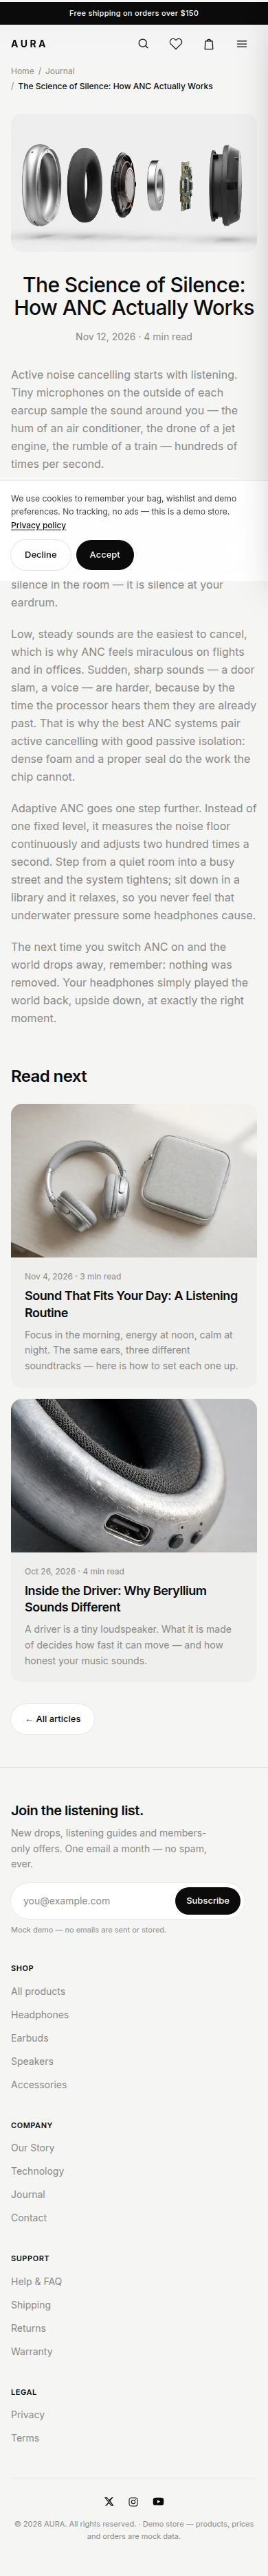 Free shipping on orders over $150
AURA
Home / Journal
/ The Science of Silence: How ANC Actually Works
The Science of Silence:
How ANC Actually Works
Nov 12, 2026 · 4 min read
Active noise cancelling starts with listening.
Tiny microphones on the outside of each
earcup sample the sound around you — the
hum of an air conditioner, the drone of a jet
engine, the rumble of a train — hundreds of
times per second.
We use cookies to remember your bag, wishlist and demo
preferences. No tracking, no ads — this is a demo store.
Privacy policy
Decline
Accept
silence in the room — it is silence at your
eardrum.
Low, steady sounds are the easiest to cancel,
which is why ANC feels miraculous on flights
and in offices. Sudden, sharp sounds — a door
slam, a voice — are harder, because by the
time the processor hears them they are already
past. That is why the best ANC systems pair
active cancelling with good passive isolation:
dense foam and a proper seal do the work the
chip cannot.
Adaptive ANC goes one step further. Instead of
one fixed level, it measures the noise floor
continuously and adjusts two hundred times a
second. Step from a quiet room into a busy
street and the system tightens; sit down in a
library and it relaxes, so you never feel that
underwater pressure some headphones cause.
The next time you switch ANC on and the
world drops away, remember: nothing was
removed. Your headphones simply played the
world back, upside down, at exactly the right
moment.
Read next
Nov 4, 2026 · 3 min read
Sound That Fits Your Day: A Listening
Routine
Focus in the morning, energy at noon, calm at
night. The same ears, three different
soundtracks — here is how to set each one up.
Oct 26, 2026 · 4 min read
Inside the Driver: Why Beryllium
Sounds Different
A driver is a tiny loudspeaker. What it is made
of decides how fast it can move — and how
honest your music sounds.
← All articles
Join the listening list.
New drops, listening guides and members-
only offers. One email a month — no spam,
ever.
you@example.com
Subscribe
Mock demo — no emails are sent or stored.
SHOP
All products
Headphones
Earbuds
Speakers
Accessories
COMPANY
Our Story
Technology
Journal
Contact
SUPPORT
Help & FAQ
Shipping
Returns
Warranty
LEGAL
Privacy
Terms
© 2026 AURA. All rights reserved. · Demo store — products, prices
and orders are mock data.